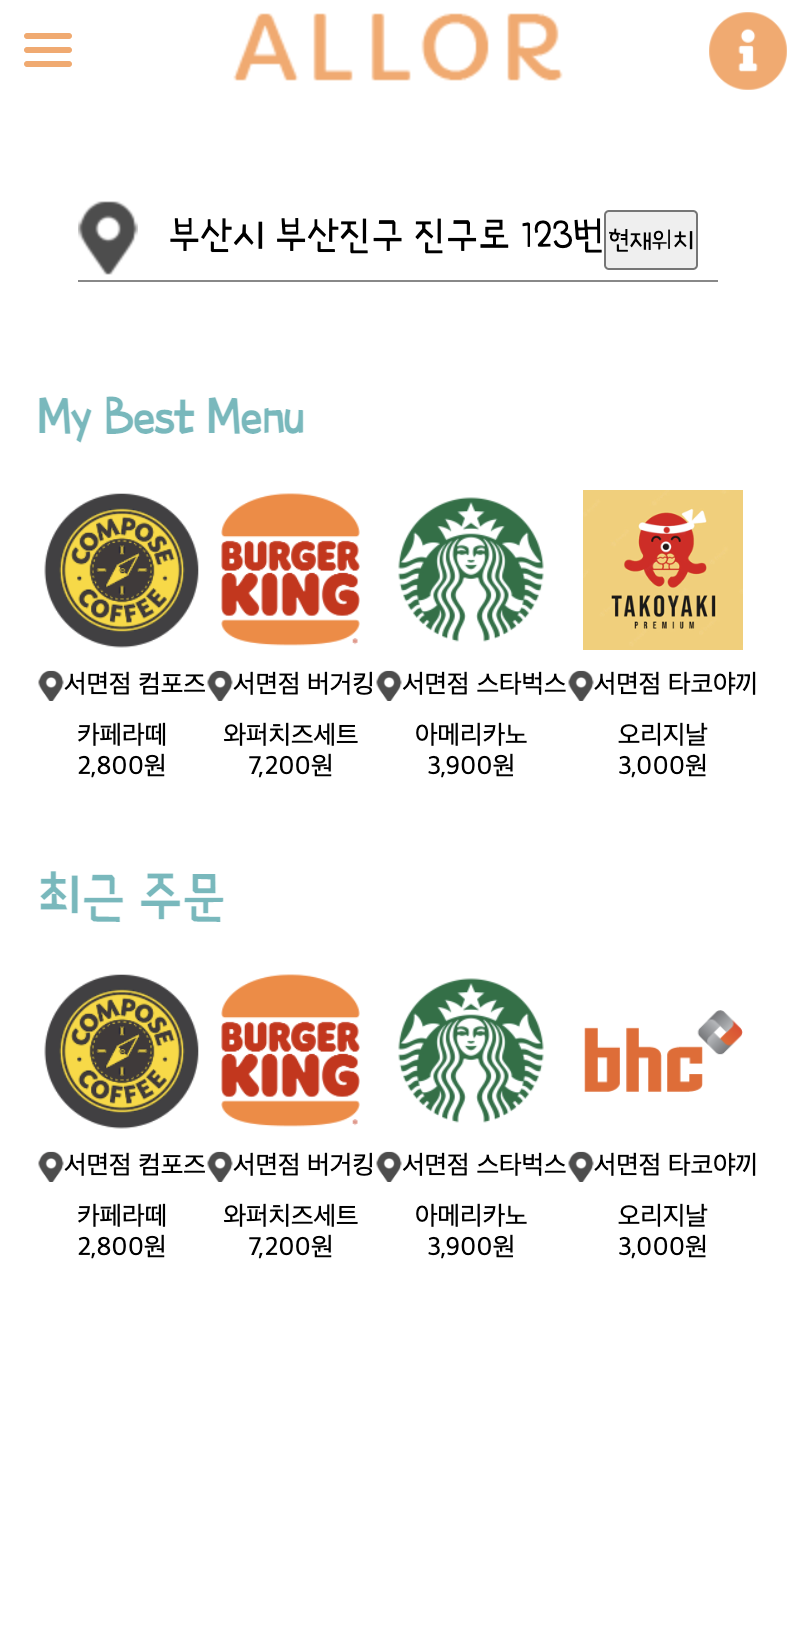 ALLOR
부산시 부산진구 진구로 123번
현재위치
My Best Menu
COMPOSE COFFEE
BURGER KING
TAKOYAKI
PREMIUM
서면점 컴포즈 서면점 버거킹 서면점 스타벅스 서면점 타코야끼
카페라떼 와퍼치즈세트 아메리카노 오리지날
2,800원 7,200원 3,900원 3,000원
최근 주문
COMPOSE COFFEE
BURGER KING
bhc
서면점 컴포즈 서면점 버거킹 서면점 스타벅스 서면점 타코야끼
카페라떼 와퍼치즈세트 아메리카노 오리지날
2,800원 7,200원 3,900원 3,000원